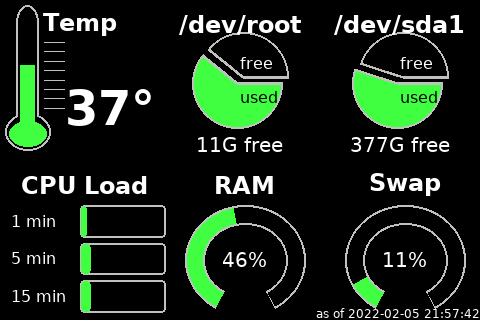 Temp
37°
/dev/root
free
used
11G free
/dev/sda1
free
used
377G free
CPU Load
1 min
5 min
15 min
RAM
46%
Swap
11%
as of 2022-02-05 21:57:42